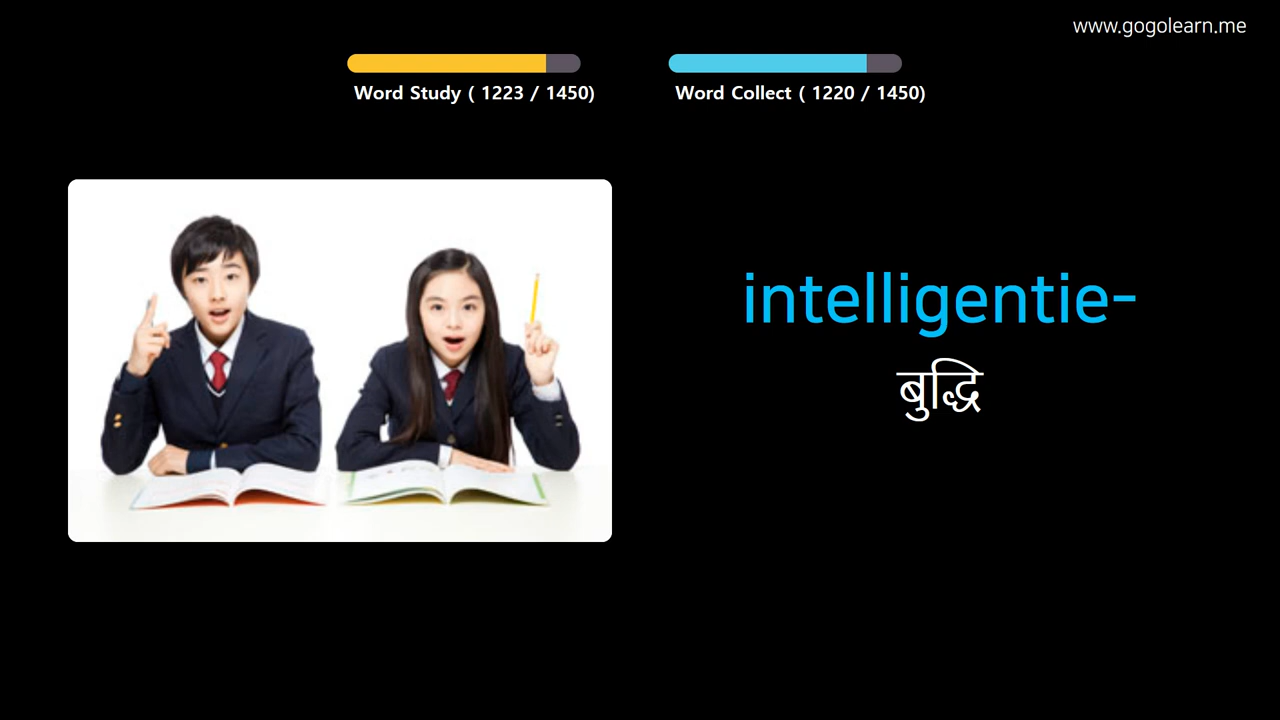 www.gogolearn.me
Word Study ( 1223 / 1450)
Word Collect ( 1220 / 1450)
intelligentie-
बुद्धि